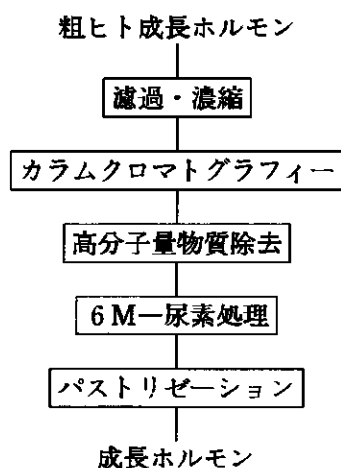 粗ヒト成長ホルモン
濾過・濃縮
カラムクロマトグラフィー
高分子量物質除去
6M—尿素処理
パストリゼーション
成長ホルモン